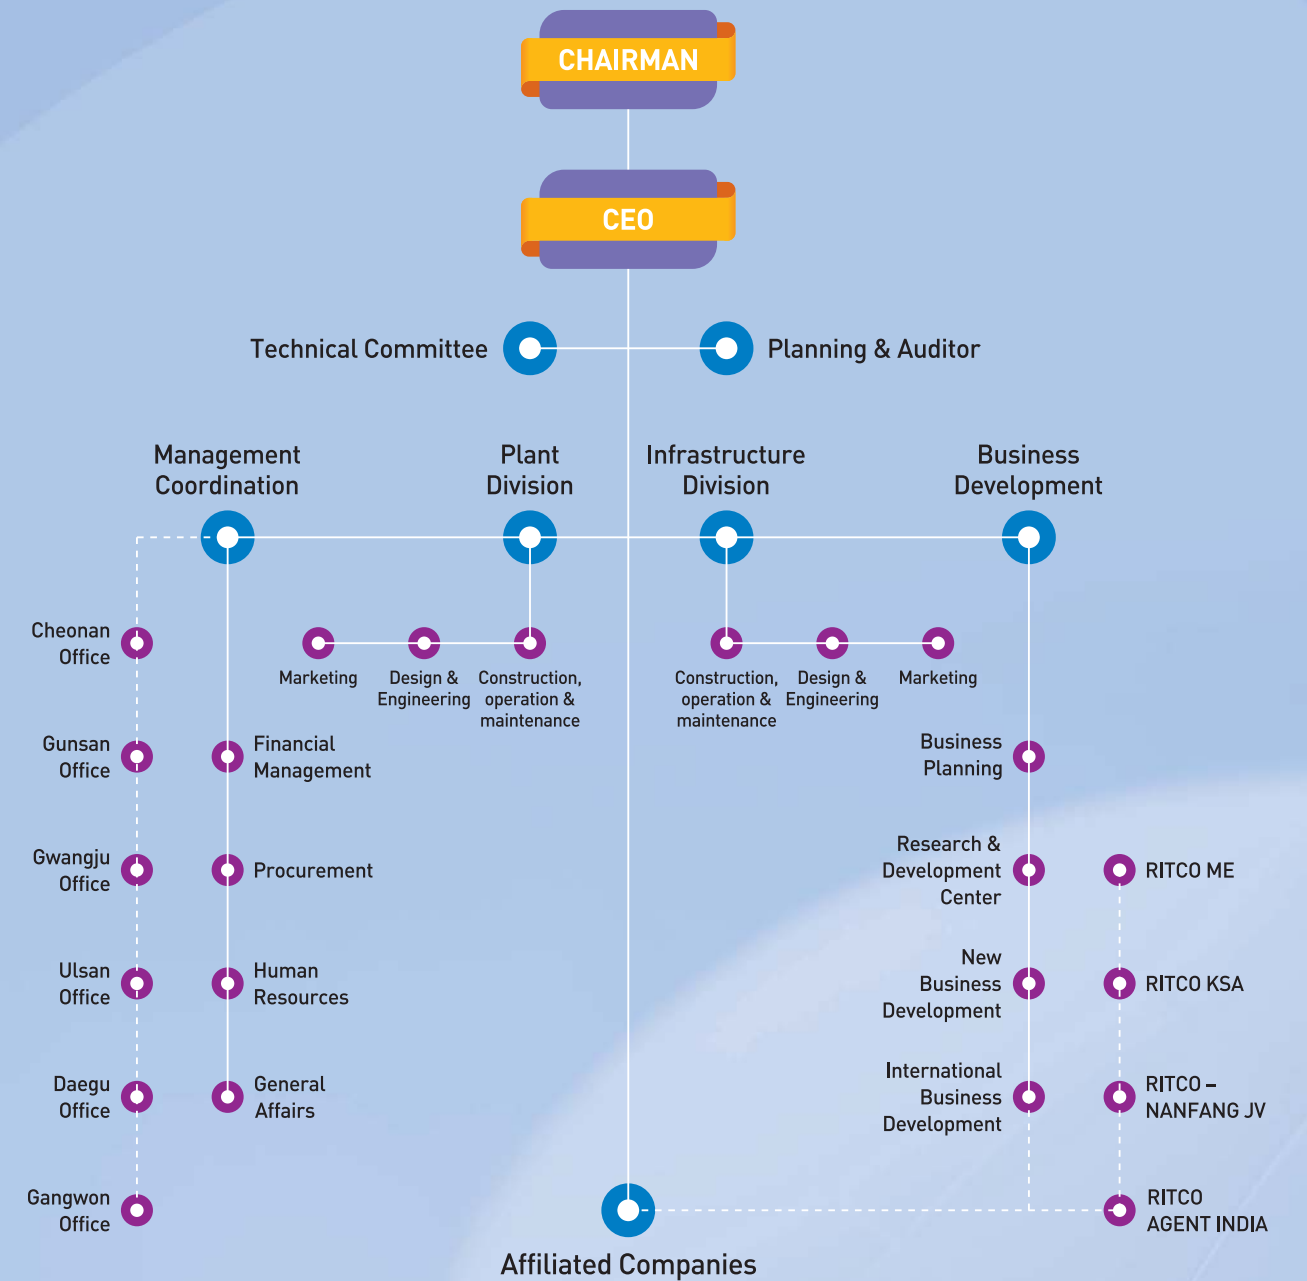 CHAIRMAN
CEO
Technical Committee
Planning & Auditor
Management
Coordination
Plant
Division
Infrastructure
Division
Business
Development
Cheonan
Office
Gunsan
Office
Gwangju
Office
Ulsan
Office
Daegu
Office
Gangwon
Office
Financial
Management
Procurement
Human
Resources
General
Affairs
Marketing
Design &
Engineering
Construction,
operation &
maintenance
Construction,
operation &
maintenance
Design &
Engineering
Marketing
Business
Planning
Research &
Development
Center
New
Business
Development
International
Business
Development
RITCO ME
RITCO KSA
RITCO –
NANFANG JV
RITCO
AGENT INDIA
Affiliated Companies